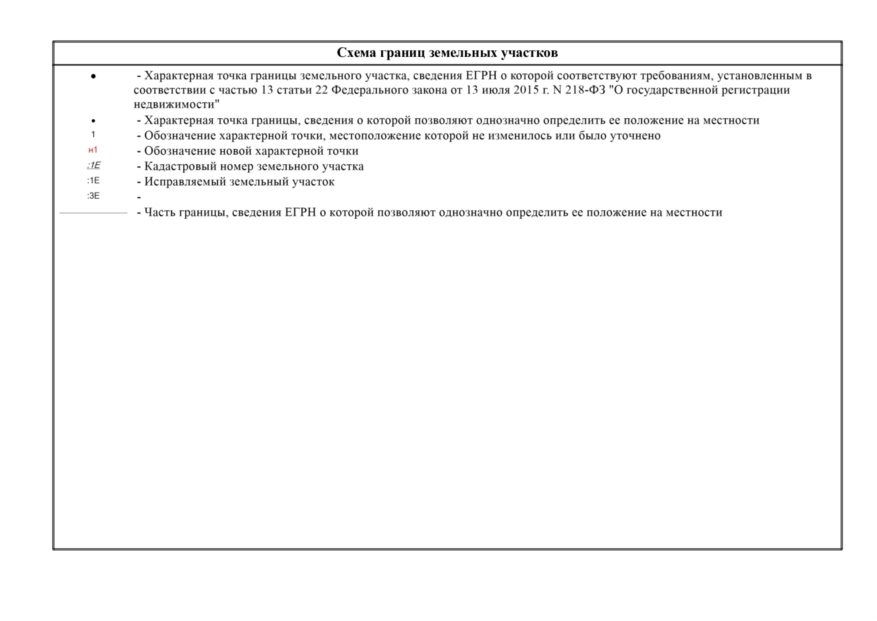 Схема границ земельных участков
- Характерная точка границы земельного участка, сведения ЕГРН о которой соответствуют требованиям, установленным в
соответствии с частью 13 статьи 22 Федерального закона от 13 июля 2015 г. N 218-ФЗ "О государственной регистрации
недвижимости"
- Характерная точка границы, сведения о которой позволяют однозначно определить ее положение на местности
1 - Обозначение характерной точки, местоположение которой не изменилось или было уточнено
н1 - Обозначение новой характерной точки
:1Е - Кадастровый номер земельного участка
:1Е - Исправляемый земельный участок
:3Е -
- Часть границы, сведения ЕГРН о которой позволяют однозначно определить ее положение на местности